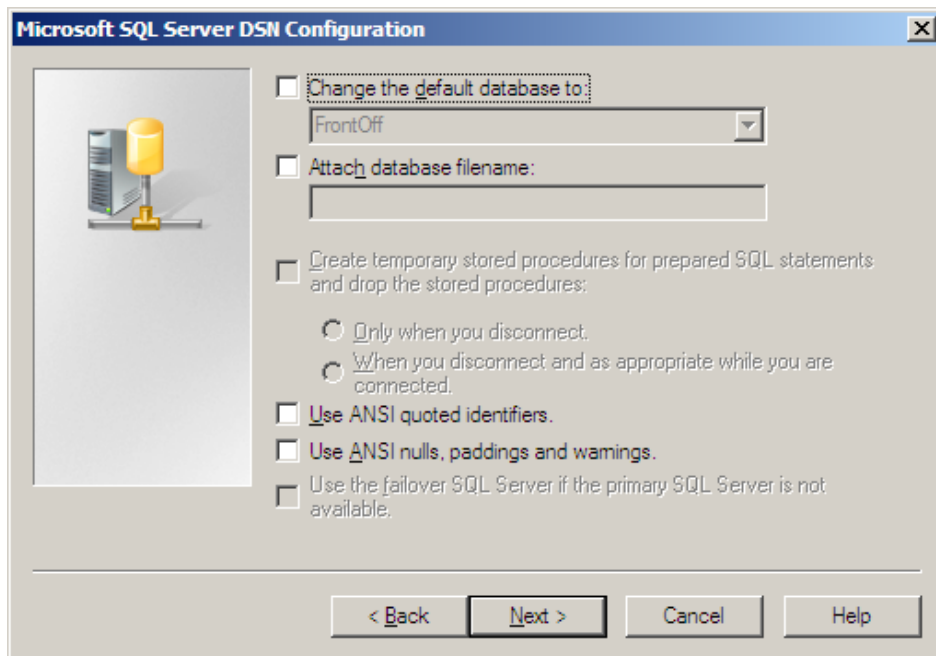 Microsoft SQL Server DSN Configuration
Change the default database to:
FrontOff
Attach database filename:
Create temporary stored procedures for prepared SQL statements
and drop the stored procedures:
Only when you disconnect.
When you disconnect and as appropriate while you are
connected.
Use ANSI quoted identifiers.
Use ANSI nulls, paddings and warnings.
Use the failover SQL Server if the primary SQL Server is not
available.
< Back
Next >
Cancel
Help